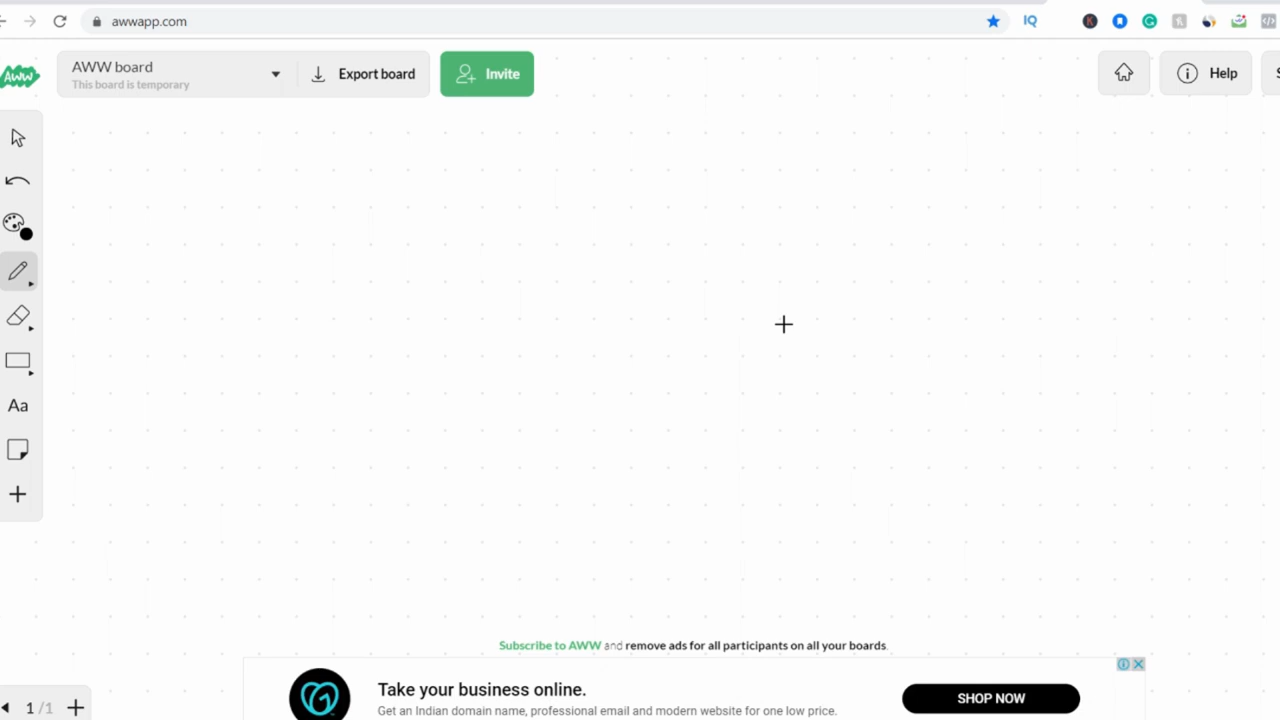 awwapp.com
IQ
AWW
AWW board
This board is temporary
Export board
Invite
Help
Aa
Subscribe to AWW and remove ads for all participants on all your boards.
Take your business online.
Get an Indian domain name, professional email and modern website for one low price.
SHOP NOW
1/1